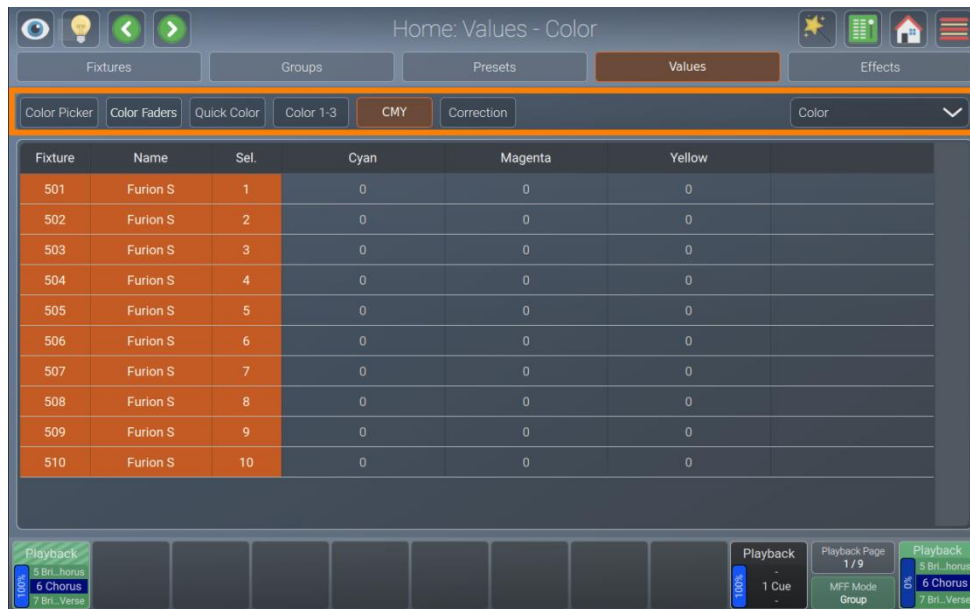 Home: Values - Color
Fixtures Groups Presets Values Effects
Color Picker Color Faders Quick Color Color 1-3 CMY Correction Color
Fixture Name Sel. Cyan Magenta Yellow
501 Furion S 1 0 0 0
502 Furion S 2 0 0 0
503 Furion S 3 0 0 0
504 Furion S 4 0 0 0
505 Furion S 5 0 0 0
506 Furion S 6 0 0 0
507 Furion S 7 0 0 0
508 Furion S 8 0 0 0
509 Furion S 9 0 0 0
510 Furion S 10 0 0 0
Playback
5 Bri...horus
100% 6 Chorus
7 Bri...Verse
Playback
-
100% 1 Cue
-
Playback Page
1 / 9
MFF Mode
Group
Playback
5 Bri...horus
0% 6 Chorus
7 Bri...Verse